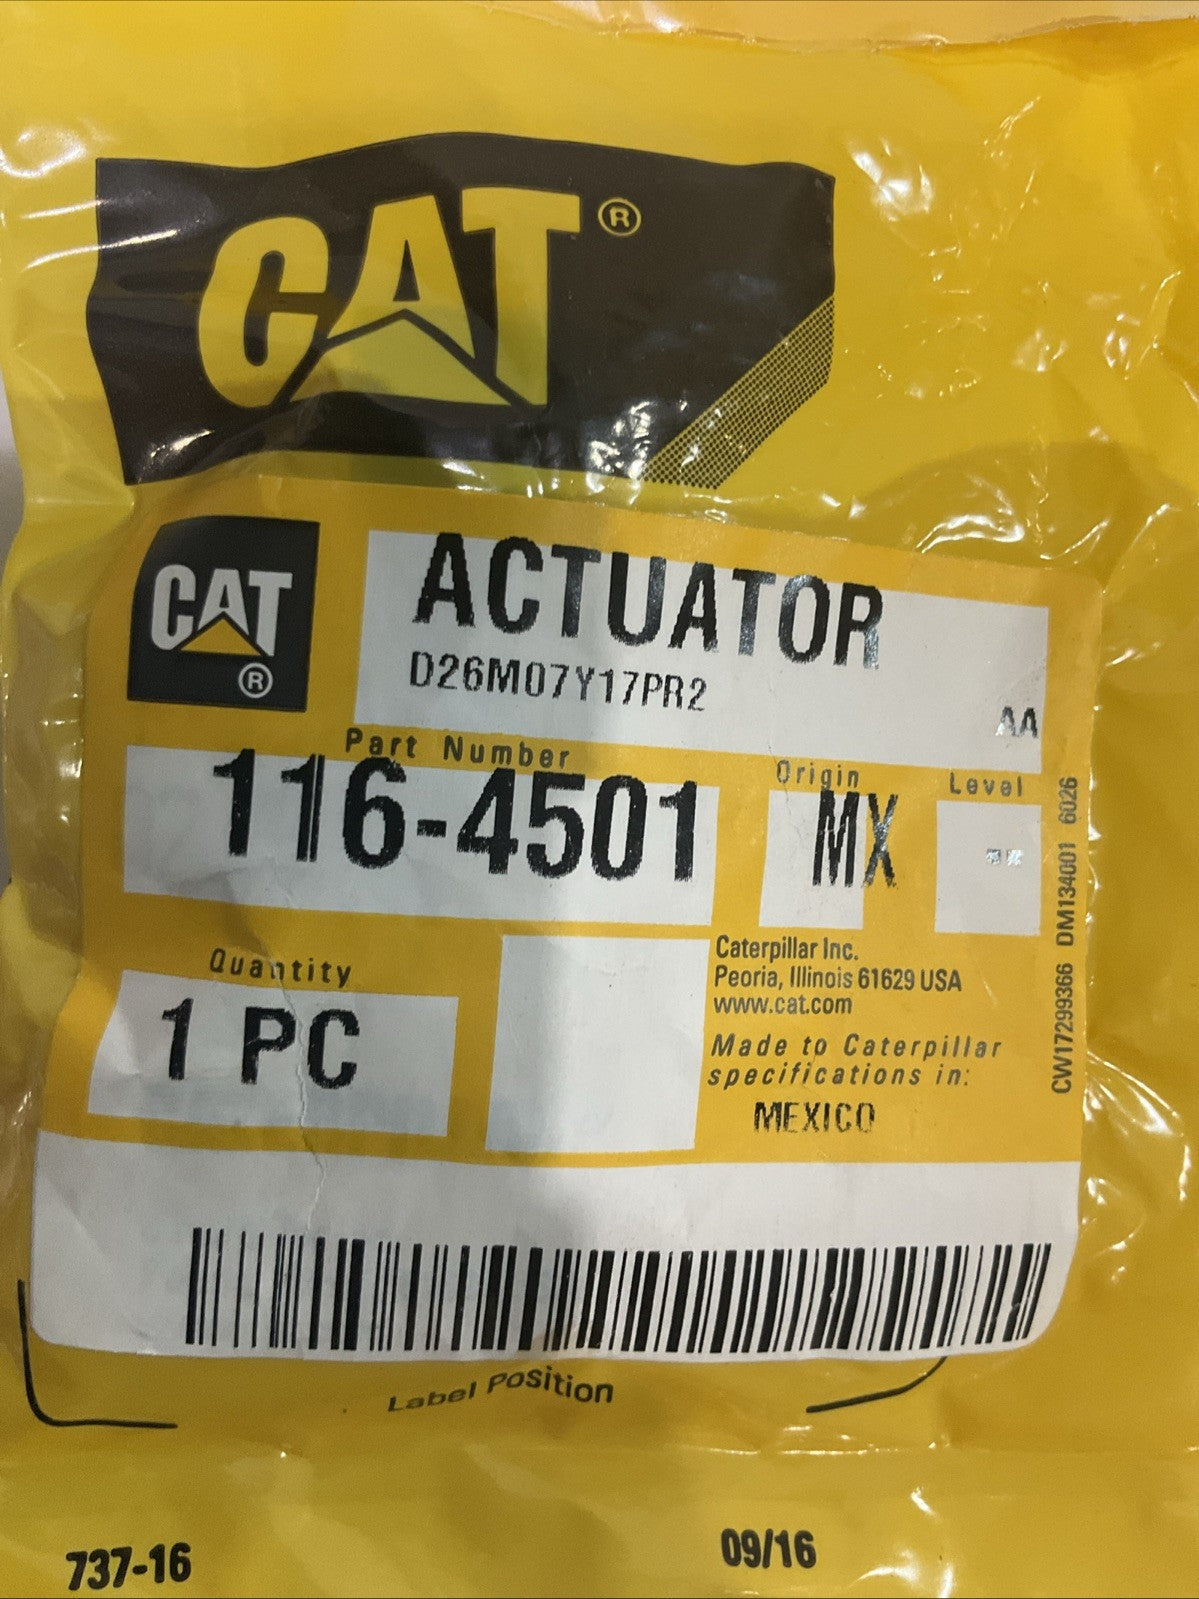 CAT®
CAT®
ACTUATOR
D26M07Y17PR2
AA
Part Number
116-4501
Origin
MX
Level
--
Quantity
1 PC
Caterpillar Inc.
Peoria, Illinois 61629 USA
www.cat.com
Made to Caterpillar
specifications in:
MEXICO
CW17299366 DM134001 6026
Label Position
737-16
09/16